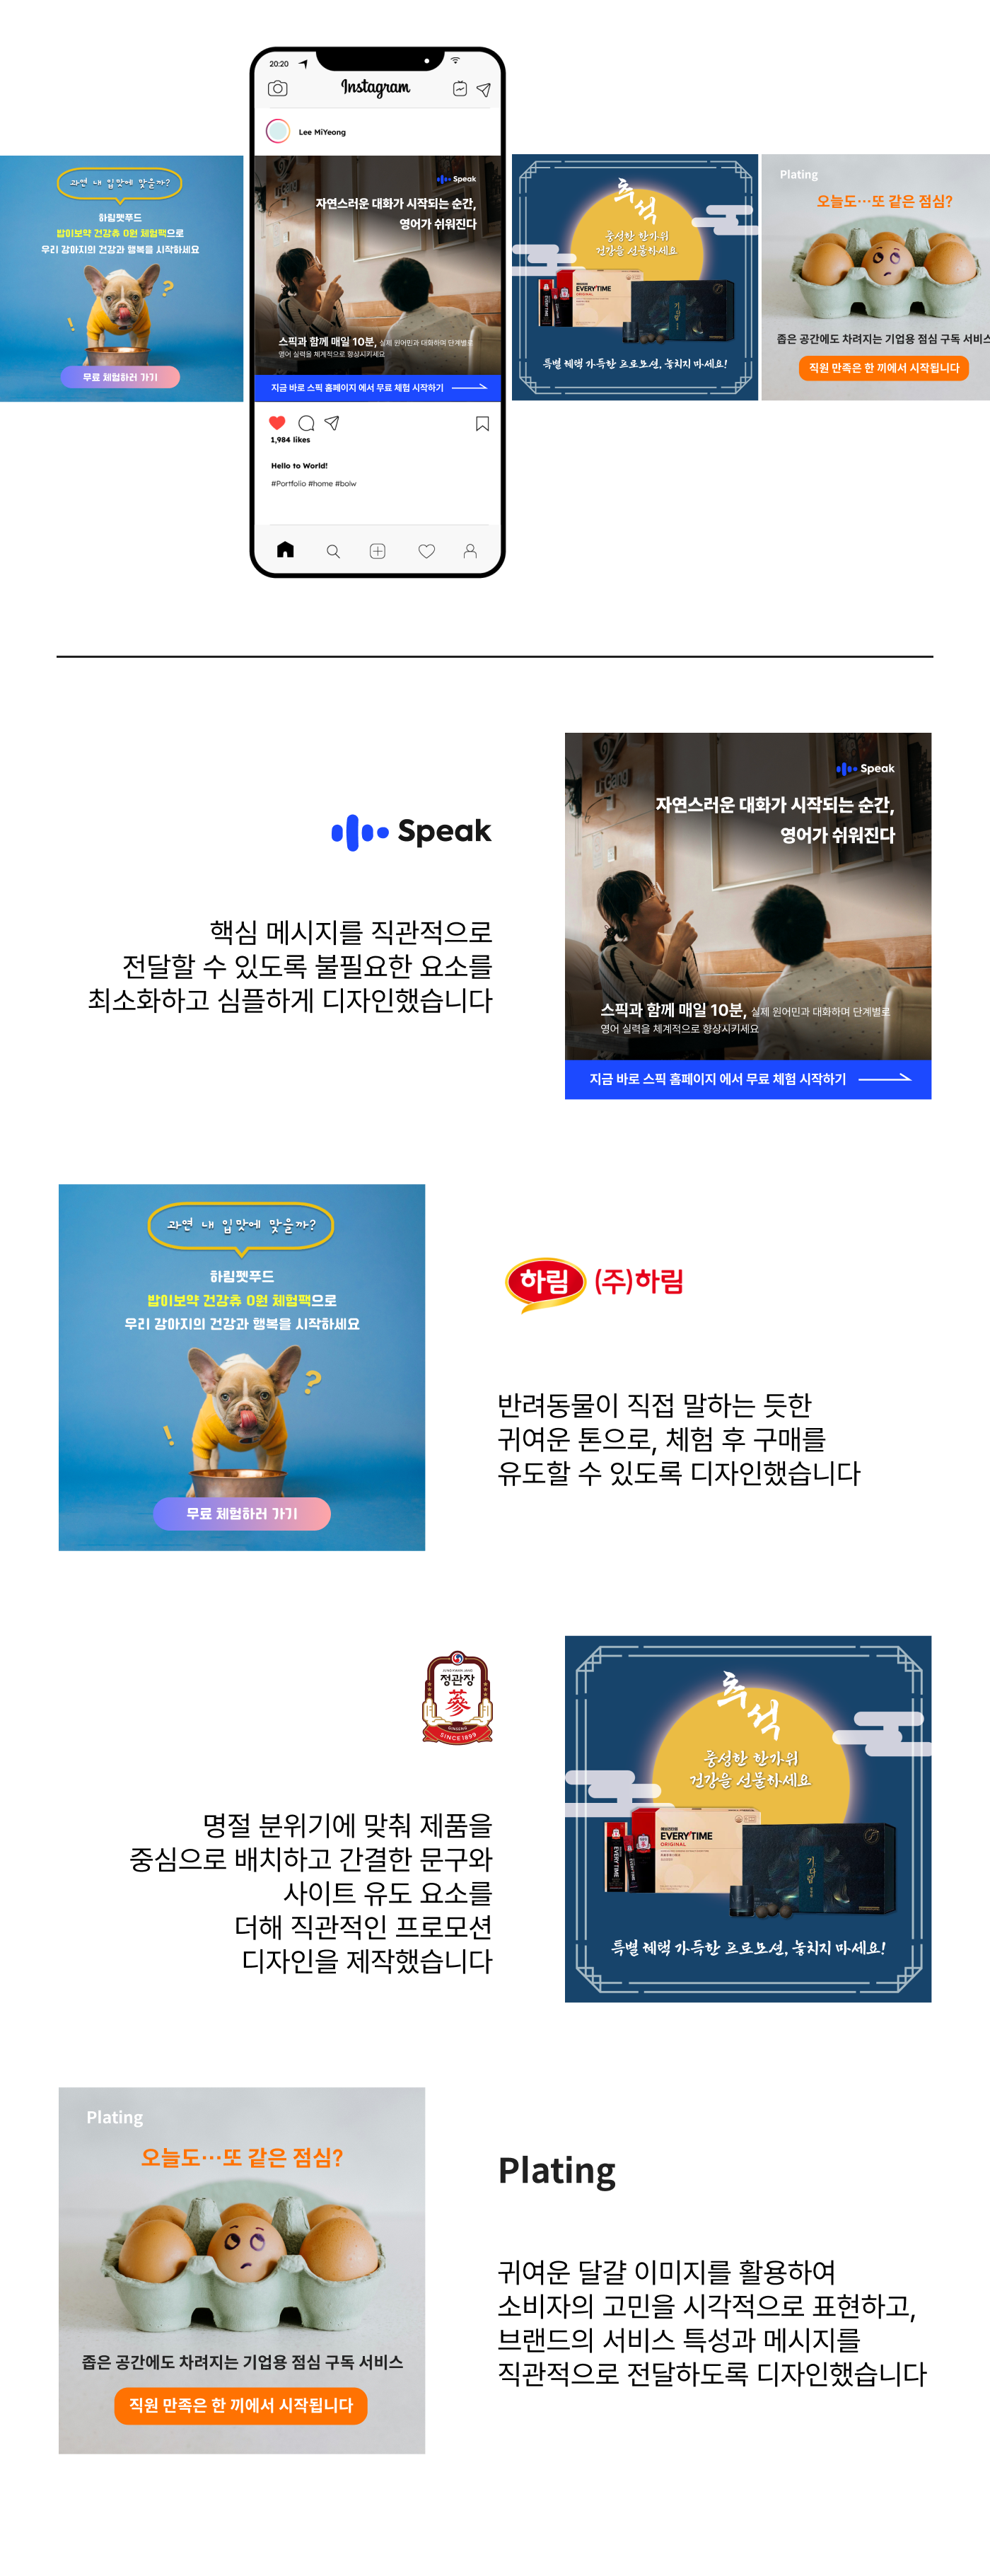 20:20
Instagram
Lee MiYeong
과연 내 입맛에 맞을까?
하림펫푸드
밥이보약 건강츄 0원 체험팩으로
우리 강아지의 건강과 행복을 시작하세요
무료 체험하러 가기
Speak
자연스러운 대화가 시작되는 순간,
영어가 쉬워진다
스픽과 함께 매일 10분, 실제 원어민과 대화하며 단계별로
영어 실력을 체계적으로 향상시키세요
지금 바로 스픽 홈페이지 에서 무료 체험 시작하기
1,984 likes
Hello to World!
#Portfolio #home #bolw
추석
풍성한 한가위
건강을 선물하세요
EVERYTIME
ORIGINAL
기다림
특별 혜택 가득한 프로모션, 놓치지 마세요!
Plating
오늘도…또 같은 점심?
좁은 공간에도 차려지는 기업용 점심 구독 서비스
직원 만족은 한 끼에서 시작됩니다
Speak
핵심 메시지를 직관적으로
전달할 수 있도록 불필요한 요소를
최소화하고 심플하게 디자인했습니다
Speak
자연스러운 대화가 시작되는 순간,
영어가 쉬워진다
스픽과 함께 매일 10분, 실제 원어민과 대화하며 단계별로
영어 실력을 체계적으로 향상시키세요
지금 바로 스픽 홈페이지 에서 무료 체험 시작하기
과연 내 입맛에 맞을까?
하림펫푸드
밥이보약 건강츄 0원 체험팩으로
우리 강아지의 건강과 행복을 시작하세요
?
!
무료 체험하러 가기
하림 (주)하림
반려동물이 직접 말하는 듯한
귀여운 톤으로, 체험 후 구매를
유도할 수 있도록 디자인했습니다
정관장
蔘
GINSENG
SINCE 1899
명절 분위기에 맞춰 제품을
중심으로 배치하고 간결한 문구와
사이트 유도 요소를
더해 직관적인 프로모션
디자인을 제작했습니다
추석
풍성한 한가위
건강을 선물하세요
EVERYTIME
ORIGINAL
EVERYTIME
기다림
특별 혜택 가득한 프로모션, 놓치지 마세요!
Plating
오늘도…또 같은 점심?
좁은 공간에도 차려지는 기업용 점심 구독 서비스
직원 만족은 한 끼에서 시작됩니다
Plating
귀여운 달걀 이미지를 활용하여
소비자의 고민을 시각적으로 표현하고,
브랜드의 서비스 특성과 메시지를
직관적으로 전달하도록 디자인했습니다